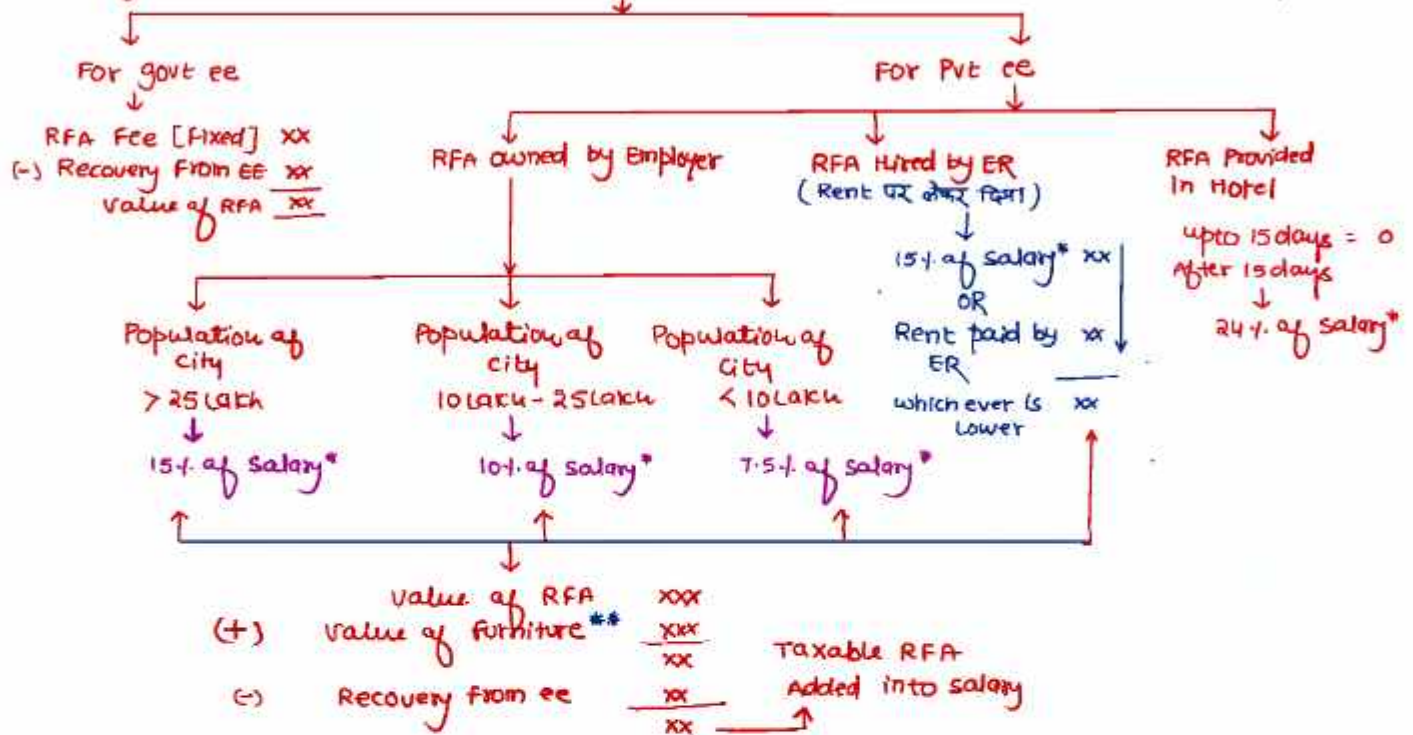 For govt ee
RFA Fee [Fixed] xx
(-) Recovery From EE xx
value of RFA xx
For Pvt ee
RFA owned by Employer
RFA Hired by ER
(Rent पर लेकर दिया)
15% of salary* xx
OR
Rent paid by xx
ER
which ever is xx
Lower
RFA Provided
in Hotel
upto 15 days = 0
After 15 days
24% of salary*
Population of
City
> 25 Lakh
15% of salary*
Population of
City
10 Lakh - 25 Lakh
10% of salary*
Population of
City
< 10 Lakh
7.5% of salary*
value of RFA xxx
(+) value of furniture** xxx
xx
(-) Recovery from ee xx
xx
Taxable RFA
Added into salary